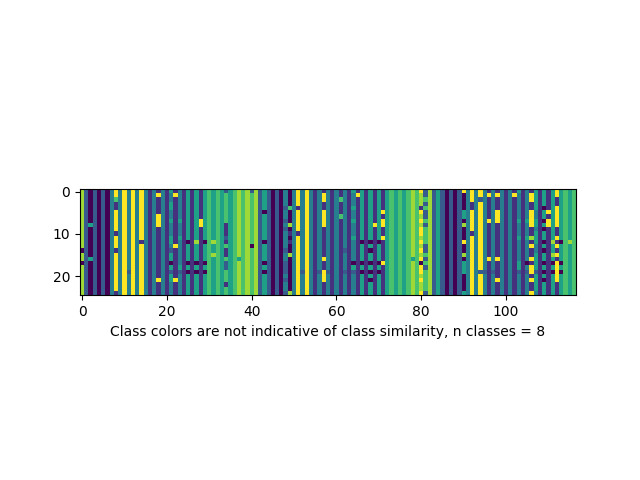 0
10
20
0 20 40 60 80 100
Class colors are not indicative of class similarity, n classes = 8